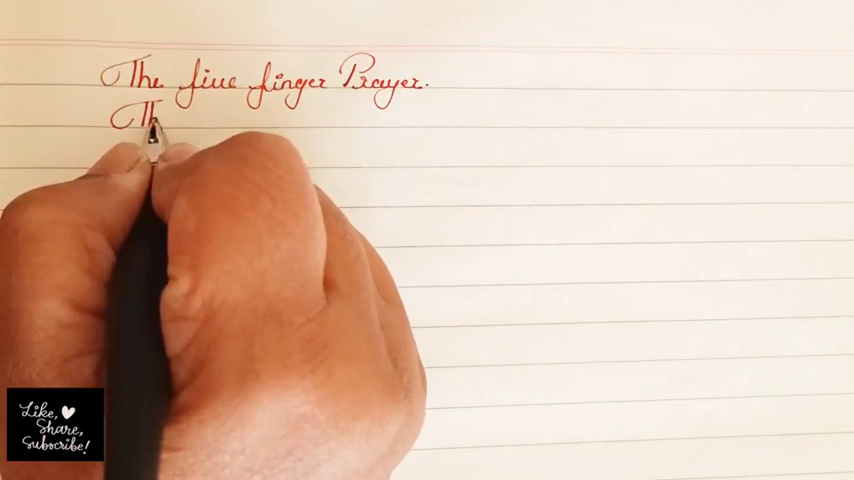 The five finger Prayer.
Th
Like,
Share,
Subscribe!